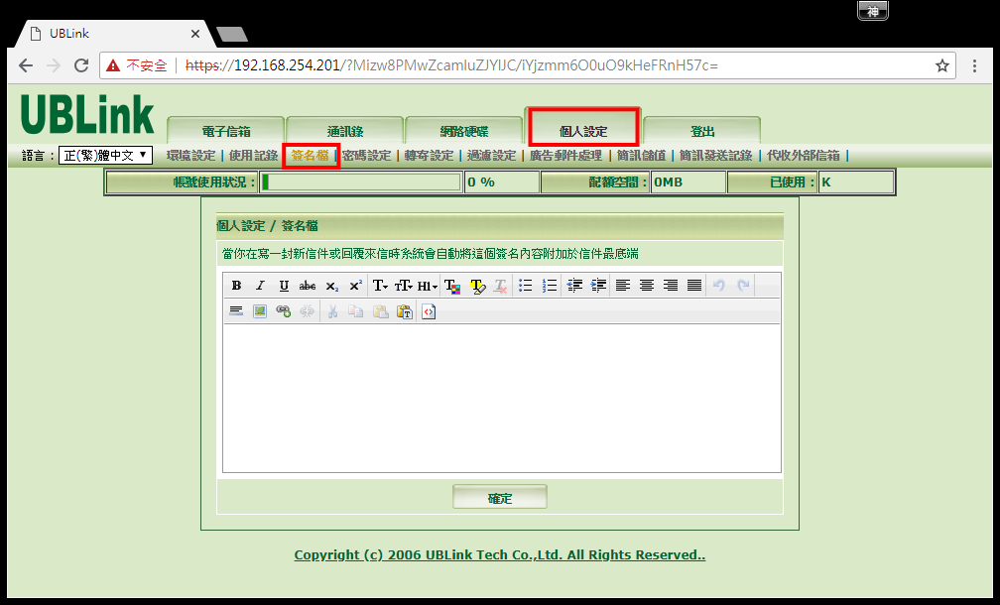 神
UBLink
不安全 https://192.168.254.201/?Mizw8PMwZcamluZJYIJC/iYjzmm6O0uO9kHeFRnH57c=
UBLink
電子信箱 通訊錄 網路硬碟 個人設定 登出
語言： 正(繁)體中文 環境設定 | 使用記錄 | 簽名檔 | 密碼設定 | 轉寄設定 | 過濾設定 | 廣告郵件處理 | 簡訊儲值 | 簡訊發送記錄 | 代收外部信箱 |
帳號使用狀況： 0 % 配額空間： 0MB 已使用： K
個人設定 / 簽名檔
當你在寫一封新信件或回覆來信時系統會自動將這個簽名內容附加於信件最底端
B I U abc x₂ x² T тT H1 T T T
確定
Copyright (c) 2006 UBLink Tech Co.,Ltd. All Rights Reserved..